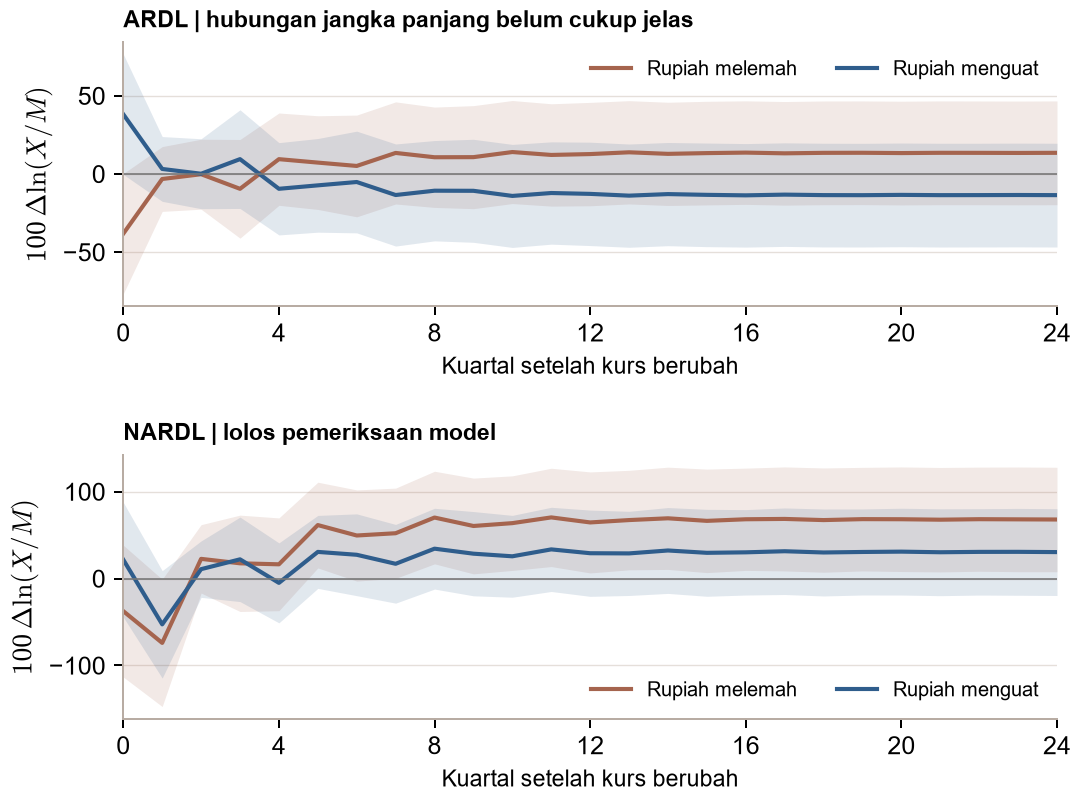 ARDL | hubungan jangka panjang belum cukup jelas
Rupiah melemah
Rupiah menguat
100 Δln(X/M)
50
0
−50
0 4 8 12 16 20 24
Kuartal setelah kurs berubah
NARDL | lolos pemeriksaan model
100 Δln(X/M)
100
0
−100
Rupiah melemah
Rupiah menguat
0 4 8 12 16 20 24
Kuartal setelah kurs berubah